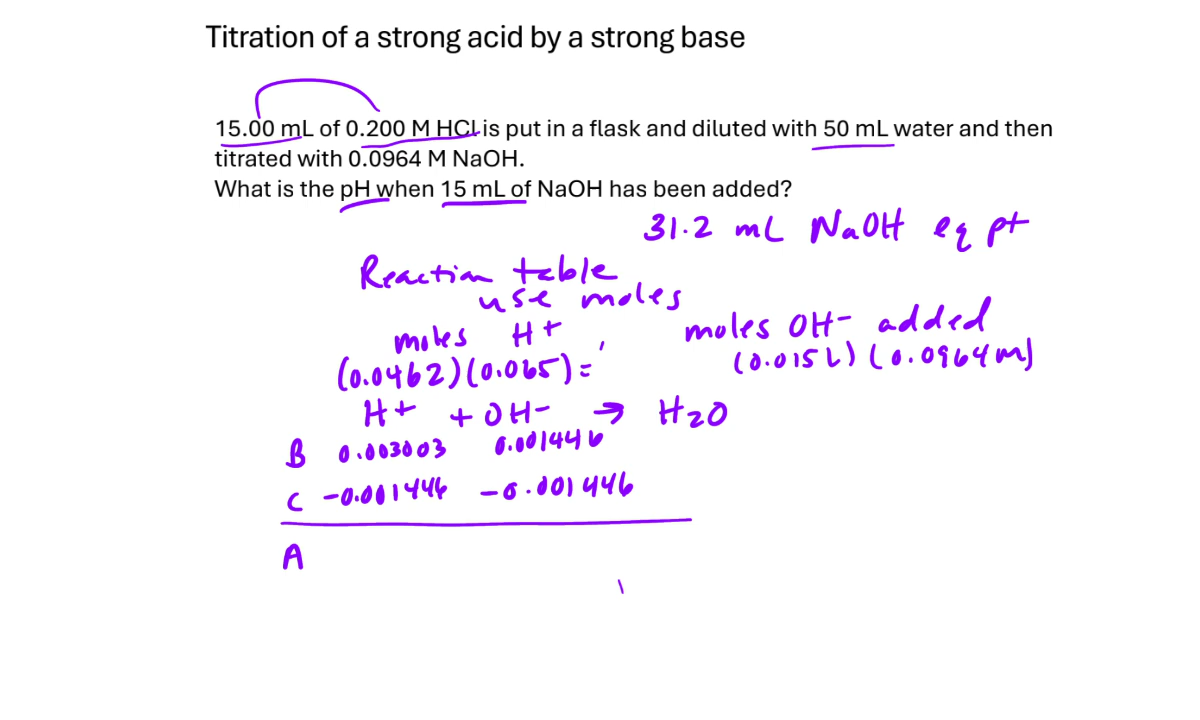 Titration of a strong acid by a strong base
15.00 mL of 0.200 M HCl is put in a flask and diluted with 50 mL water and then
titrated with 0.0964 M NaOH.
What is the pH when 15 mL of NaOH has been added?
31.2 mL NaOH eq pt
Reaction table
use moles
moles H+
moles OH- added
(0.0462)(0.065)=
(0.015L)(0.0964M)
H+ + OH- → H2O
B 0.003003 0.001446
C -0.001446 -0.001446
A